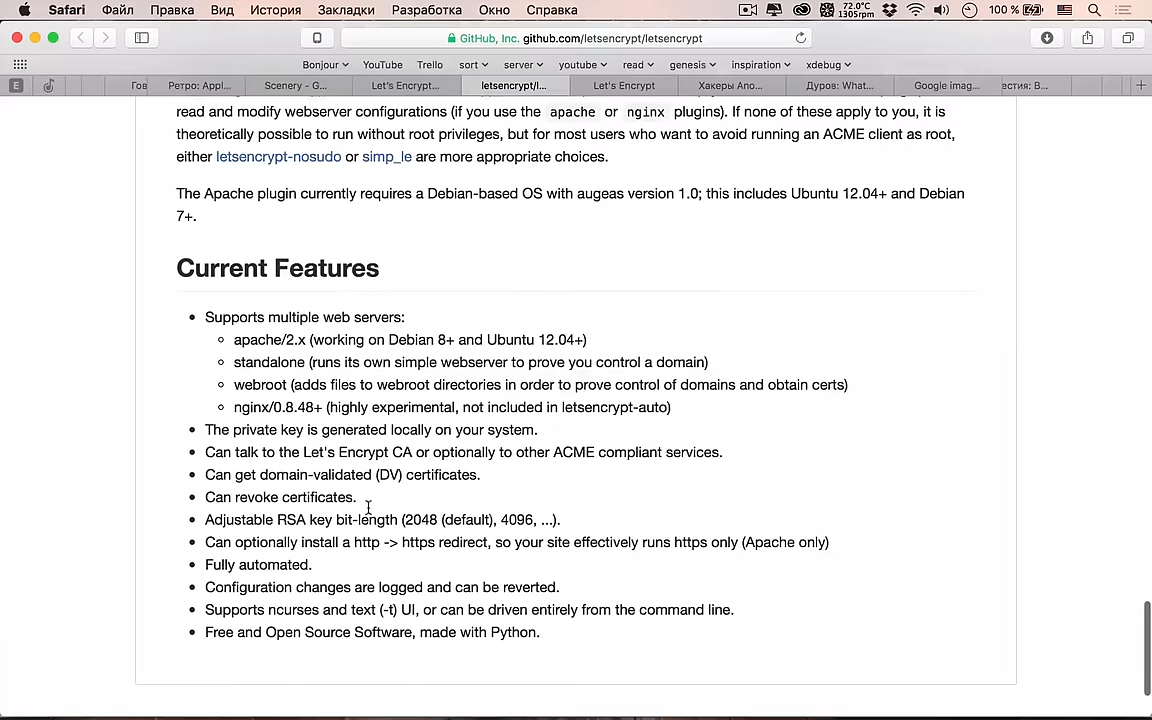 Safari Файл Правка Вид История Закладки Разработка Окно Справка 72.0°C 1305rpm 100 %
GitHub, Inc. github.com/letsencrypt/letsencrypt
Bonjour YouTube Trello sort server youtube read genesis inspiration xdebug
E Гов Ретро: Appl... Scenery – G... Let's Encrypt... letsencrypt/l... Let's Encrypt Хакеры Ано... Дуров: What... Google imag... естия: В...
read and modify webserver configurations (if you use the apache or nginx plugins). If none of these apply to you, it is
theoretically possible to run without root privileges, but for most users who want to avoid running an ACME client as root,
either letsencrypt-nosudo or simp_le are more appropriate choices.
The Apache plugin currently requires a Debian-based OS with augeas version 1.0; this includes Ubuntu 12.04+ and Debian
7+.
Current Features
• Supports multiple web servers:
◦ apache/2.x (working on Debian 8+ and Ubuntu 12.04+)
◦ standalone (runs its own simple webserver to prove you control a domain)
◦ webroot (adds files to webroot directories in order to prove control of domains and obtain certs)
◦ nginx/0.8.48+ (highly experimental, not included in letsencrypt-auto)
• The private key is generated locally on your system.
• Can talk to the Let's Encrypt CA or optionally to other ACME compliant services.
• Can get domain-validated (DV) certificates.
• Can revoke certificates.
• Adjustable RSA key bit-length (2048 (default), 4096, ...).
• Can optionally install a http -> https redirect, so your site effectively runs https only (Apache only)
• Fully automated.
• Configuration changes are logged and can be reverted.
• Supports ncurses and text (-t) UI, or can be driven entirely from the command line.
• Free and Open Source Software, made with Python.